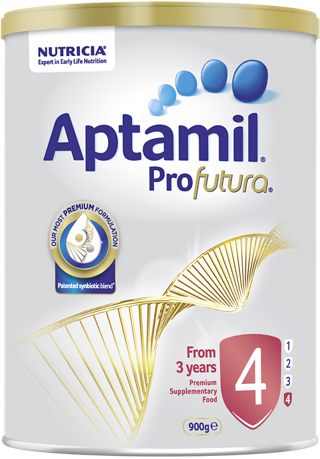 NUTRICIA
Expert in Early Life Nutrition
Aptamil®
Profutura®
OUR MOST PREMIUM FORMULATION
Patented synbiotic blend^
From
3 years
Premium
Supplementary
Food
900g℮
4
1
2
3
4